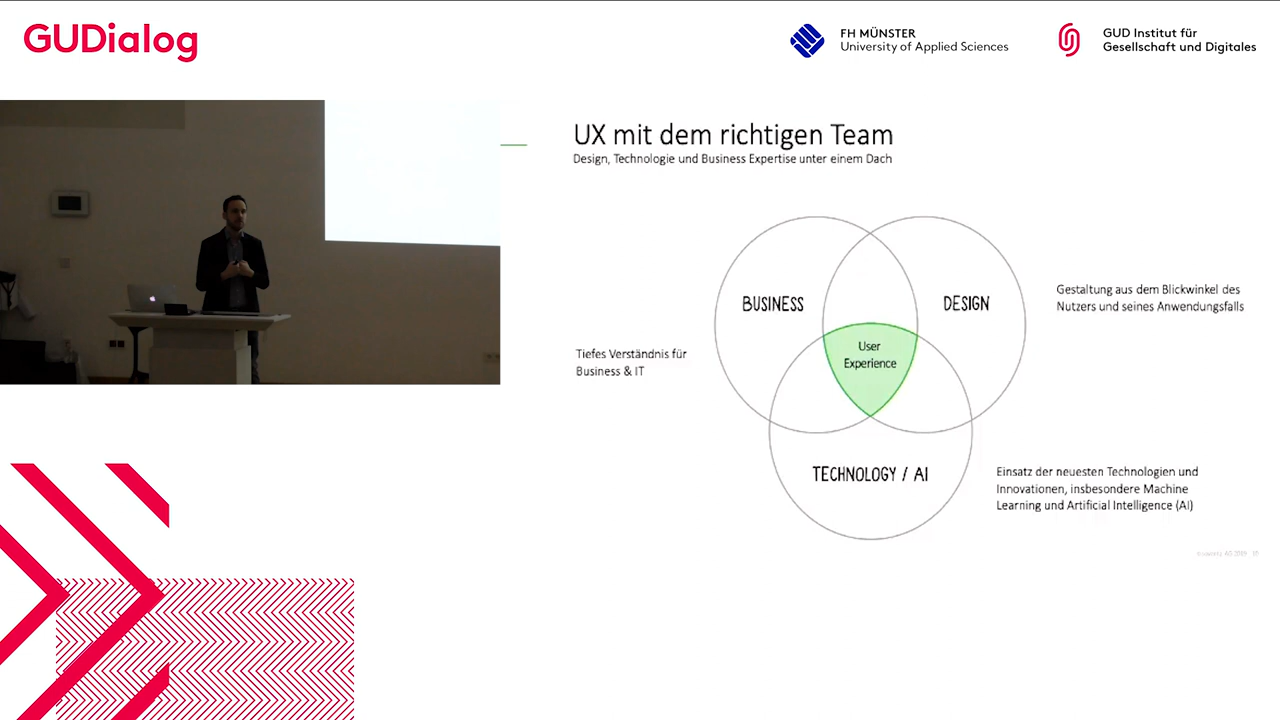 GUDialog
FH MÜNSTER
University of Applied Sciences
GUD Institut für
Gesellschaft und Digitales
UX mit dem richtigen Team
Design, Technologie und Business Expertise unter einem Dach
BUSINESS
DESIGN
Gestaltung aus dem Blickwinkel des
Nutzers und seines Anwendungsfalls
User
Experience
Tiefes Verständnis für
Business & IT
TECHNOLOGY / AI
Einsatz der neuesten Technologien und
Innovationen, insbesondere Machine
Learning und Artificial Intelligence (AI)